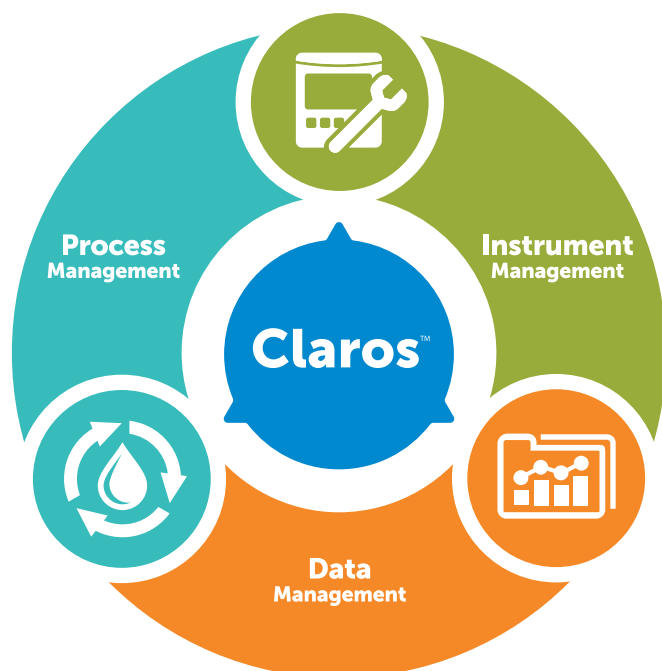 Process
Management
Instrument
Management
Claros™
Data
Management